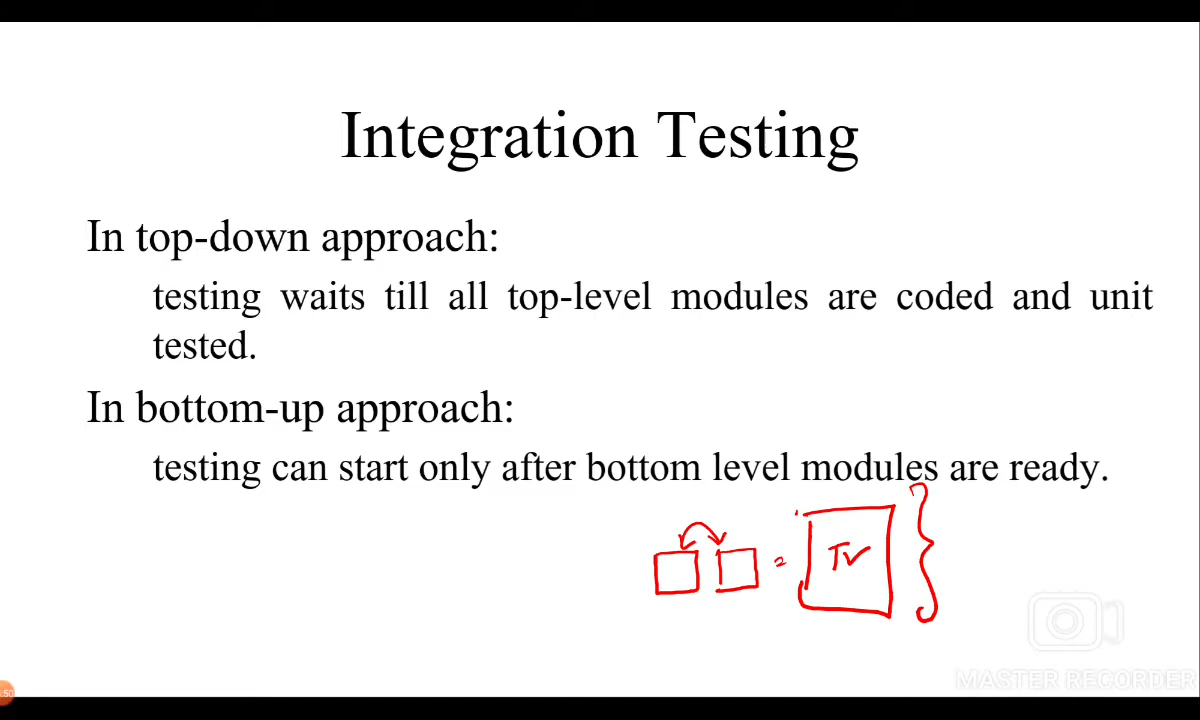 Integration Testing
In top-down approach:
testing waits till all top-level modules are coded and unit
tested.
In bottom-up approach:
testing can start only after bottom level modules are ready.
=
TV
50
MASTER RECORDER